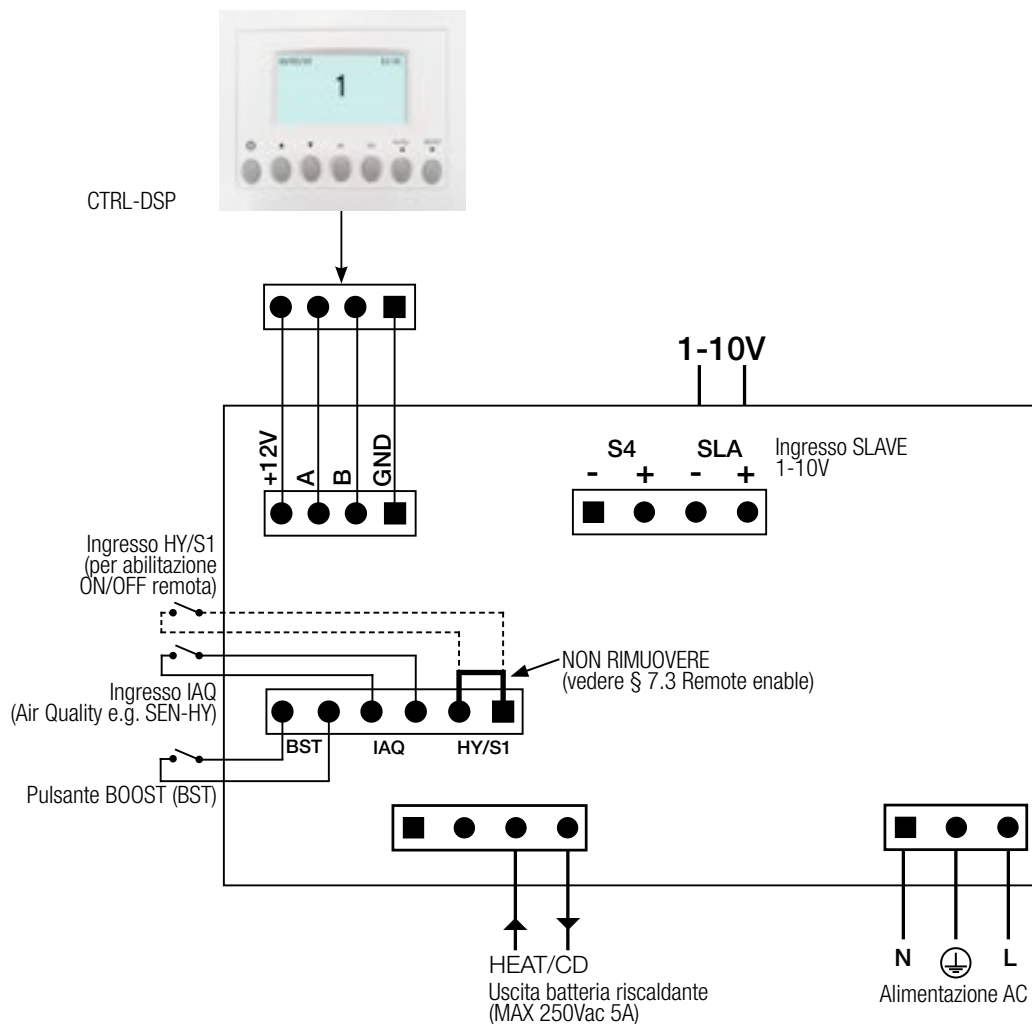 1
CTRL-DSP
1-10V
+12V
A
B
GND
S4
SLA
- + - +
Ingresso SLAVE
1-10V
Ingresso HY/S1
(per abilitazione
ON/OFF remota)
NON RIMUOVERE
(vedere § 7.3 Remote enable)
Ingresso IAQ
(Air Quality e.g. SEN-HY)
BST
IAQ
HY/S1
Pulsante BOOST (BST)
HEAT/CD
Uscita batteria riscaldante
(MAX 250Vac 5A)
N
L
Alimentazione AC